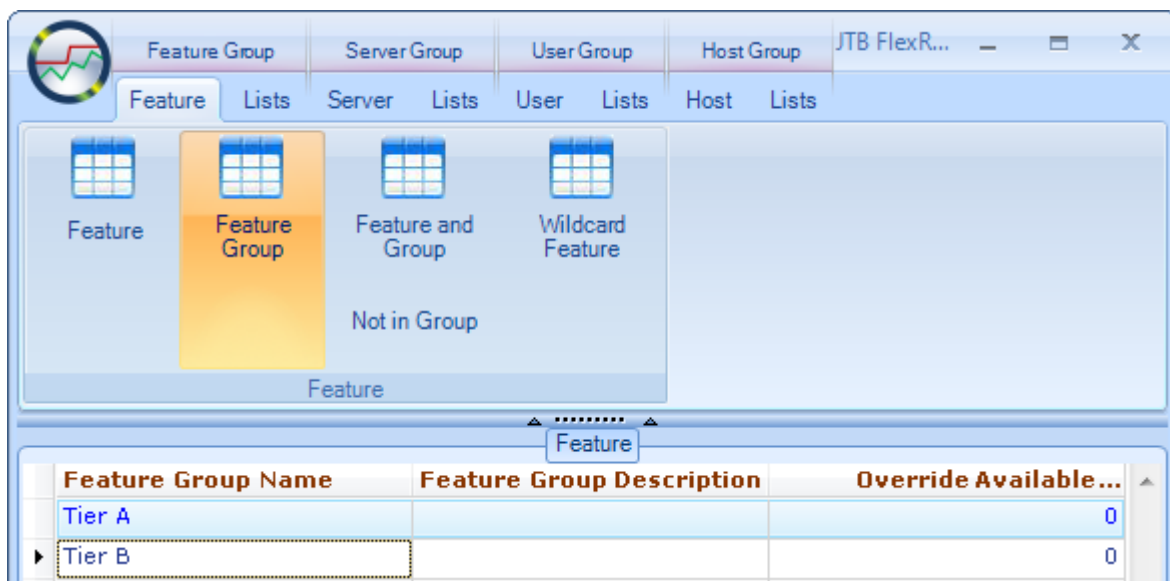 Feature Group Server Group User Group Host Group JTB FlexR...
Feature Lists Server Lists User Lists Host Lists
Feature
Feature
Group
Feature and
Group
Wildcard
Feature
Not in Group
Feature
Feature
Feature Group Name Feature Group Description Override Available...
Tier A 0
Tier B 0